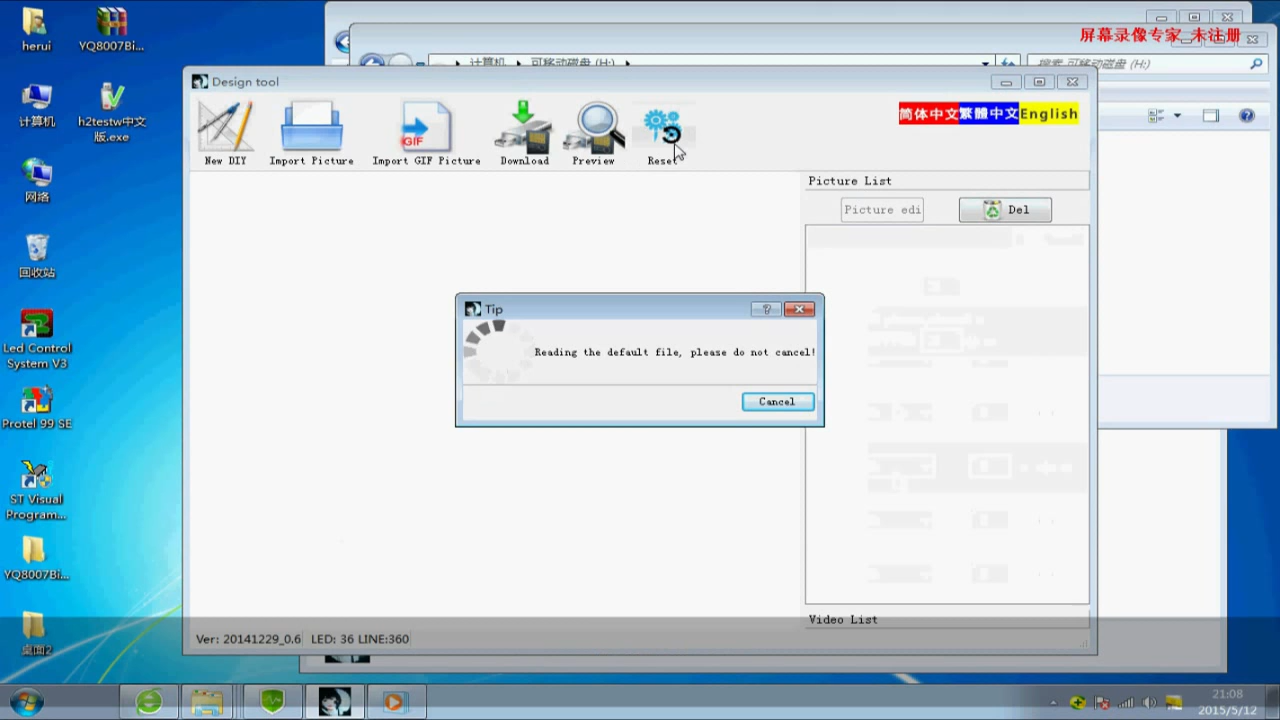 herui
YQ8007Bi...
计算机
h2testw中文
版.exe
网络
回收站
Led Control
System V3
Protel 99 SE
ST Visual
Program...
YQ8007Bi...
桌面2
屏幕录像专家 未注册
计算机
可移动磁盘 (H:)
搜索 可移动磁盘 (H:)
Design tool
简体中文 繁體中文 English
New DIY
Import Picture
GIF
Import GIF Picture
Download
Preview
Reset
Picture List
Picture edi
Del
Tip
Reading the default file, please do not cancel!
Cancel
Video List
Ver: 20141229_0.6
LED: 36 LINE:360
21:08
2015/5/12